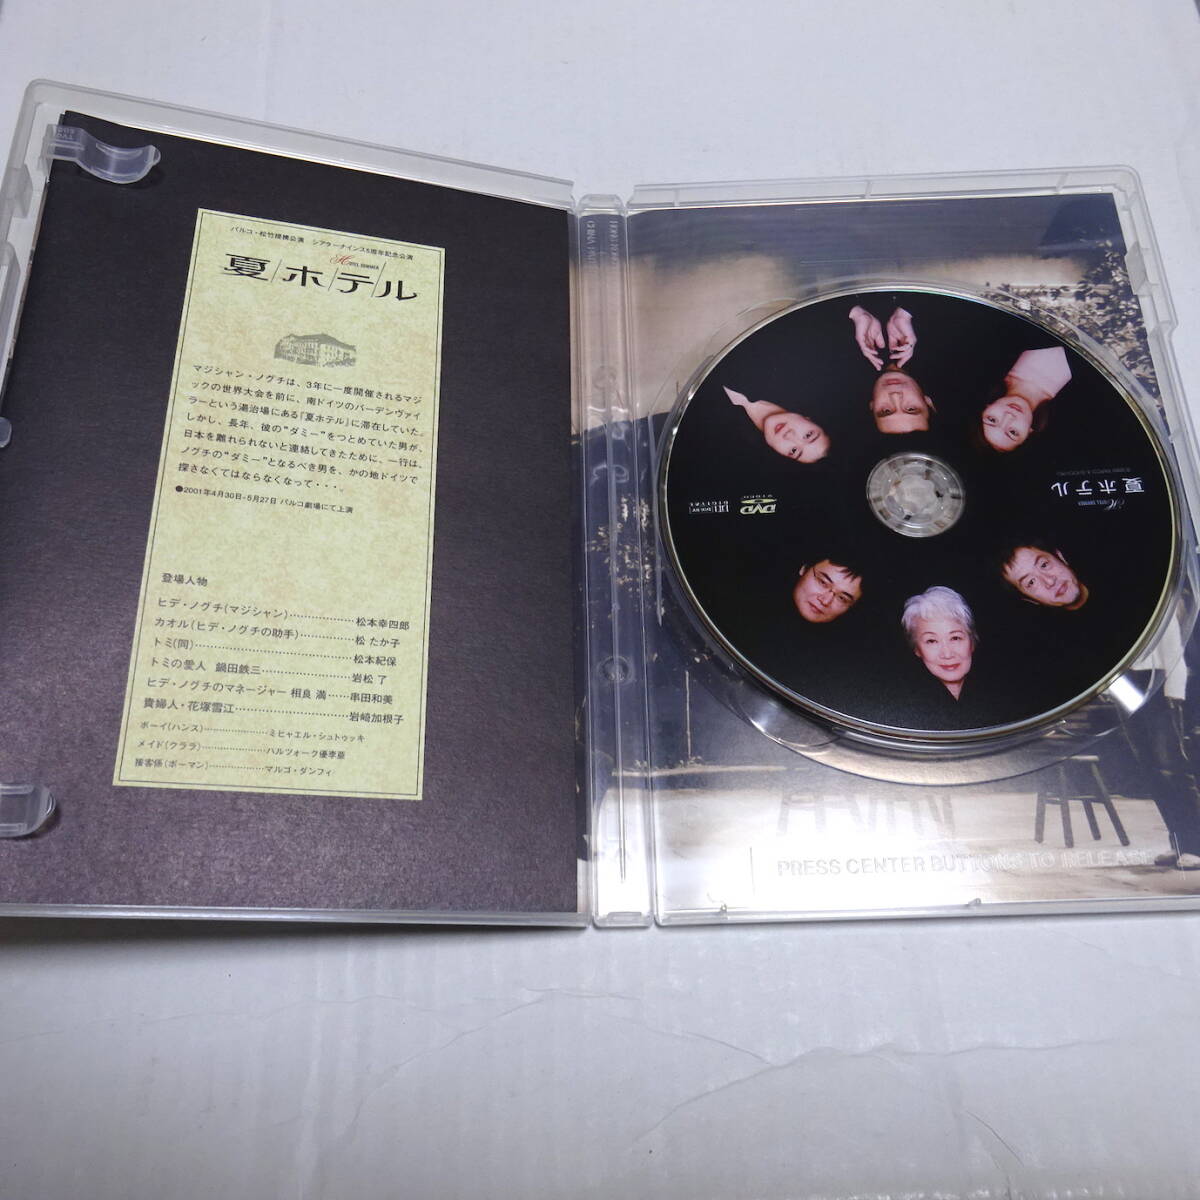 パルコ・松竹提携公演　シアターナインス5周年記念公演
HOTEL SUMMER
夏/ホ/テ/ル
マジシャン・ノグチは、3年に一度開催されるマジ
ックの世界大会を前に、南ドイツのバーデンヴァイ
ラーという湯治場にある『夏ホテル』に滞在していた。
しかし、長年、彼の“ダミー”をつとめていた男が、
日本を離れられないと連絡してきたために、一行は、
ノグチの“ダミー”となるべき男を、かの地ドイツで
探さなくてはならなくなって・・・。
●2001年4月30日-5月27日 パルコ劇場にて上演
登場人物
ヒデ・ノグチ(マジシャン)………………松本幸四郎
カオル(ヒデ・ノグチの助手)……………松 たか子
トミ(同)……………………………………松本紀保
トミの愛人　鍋田鉄三……………………岩松 了
ヒデ・ノグチのマネージャー 相良 満……串田和美
貴婦人・花塚雪江…………………………岩崎加根子
ボーイ(ハンス)…………………ミヒャエル・シュトゥッキ
メイド(クララ)…………………ハルツォーク優李亜
接客係(ボーマン)………………マルゴ・ダンフィ
HOTEL SUMMER
夏ホテル
DVD
VIDEO
PRESS CENTER BUTTONS TO RELEASE